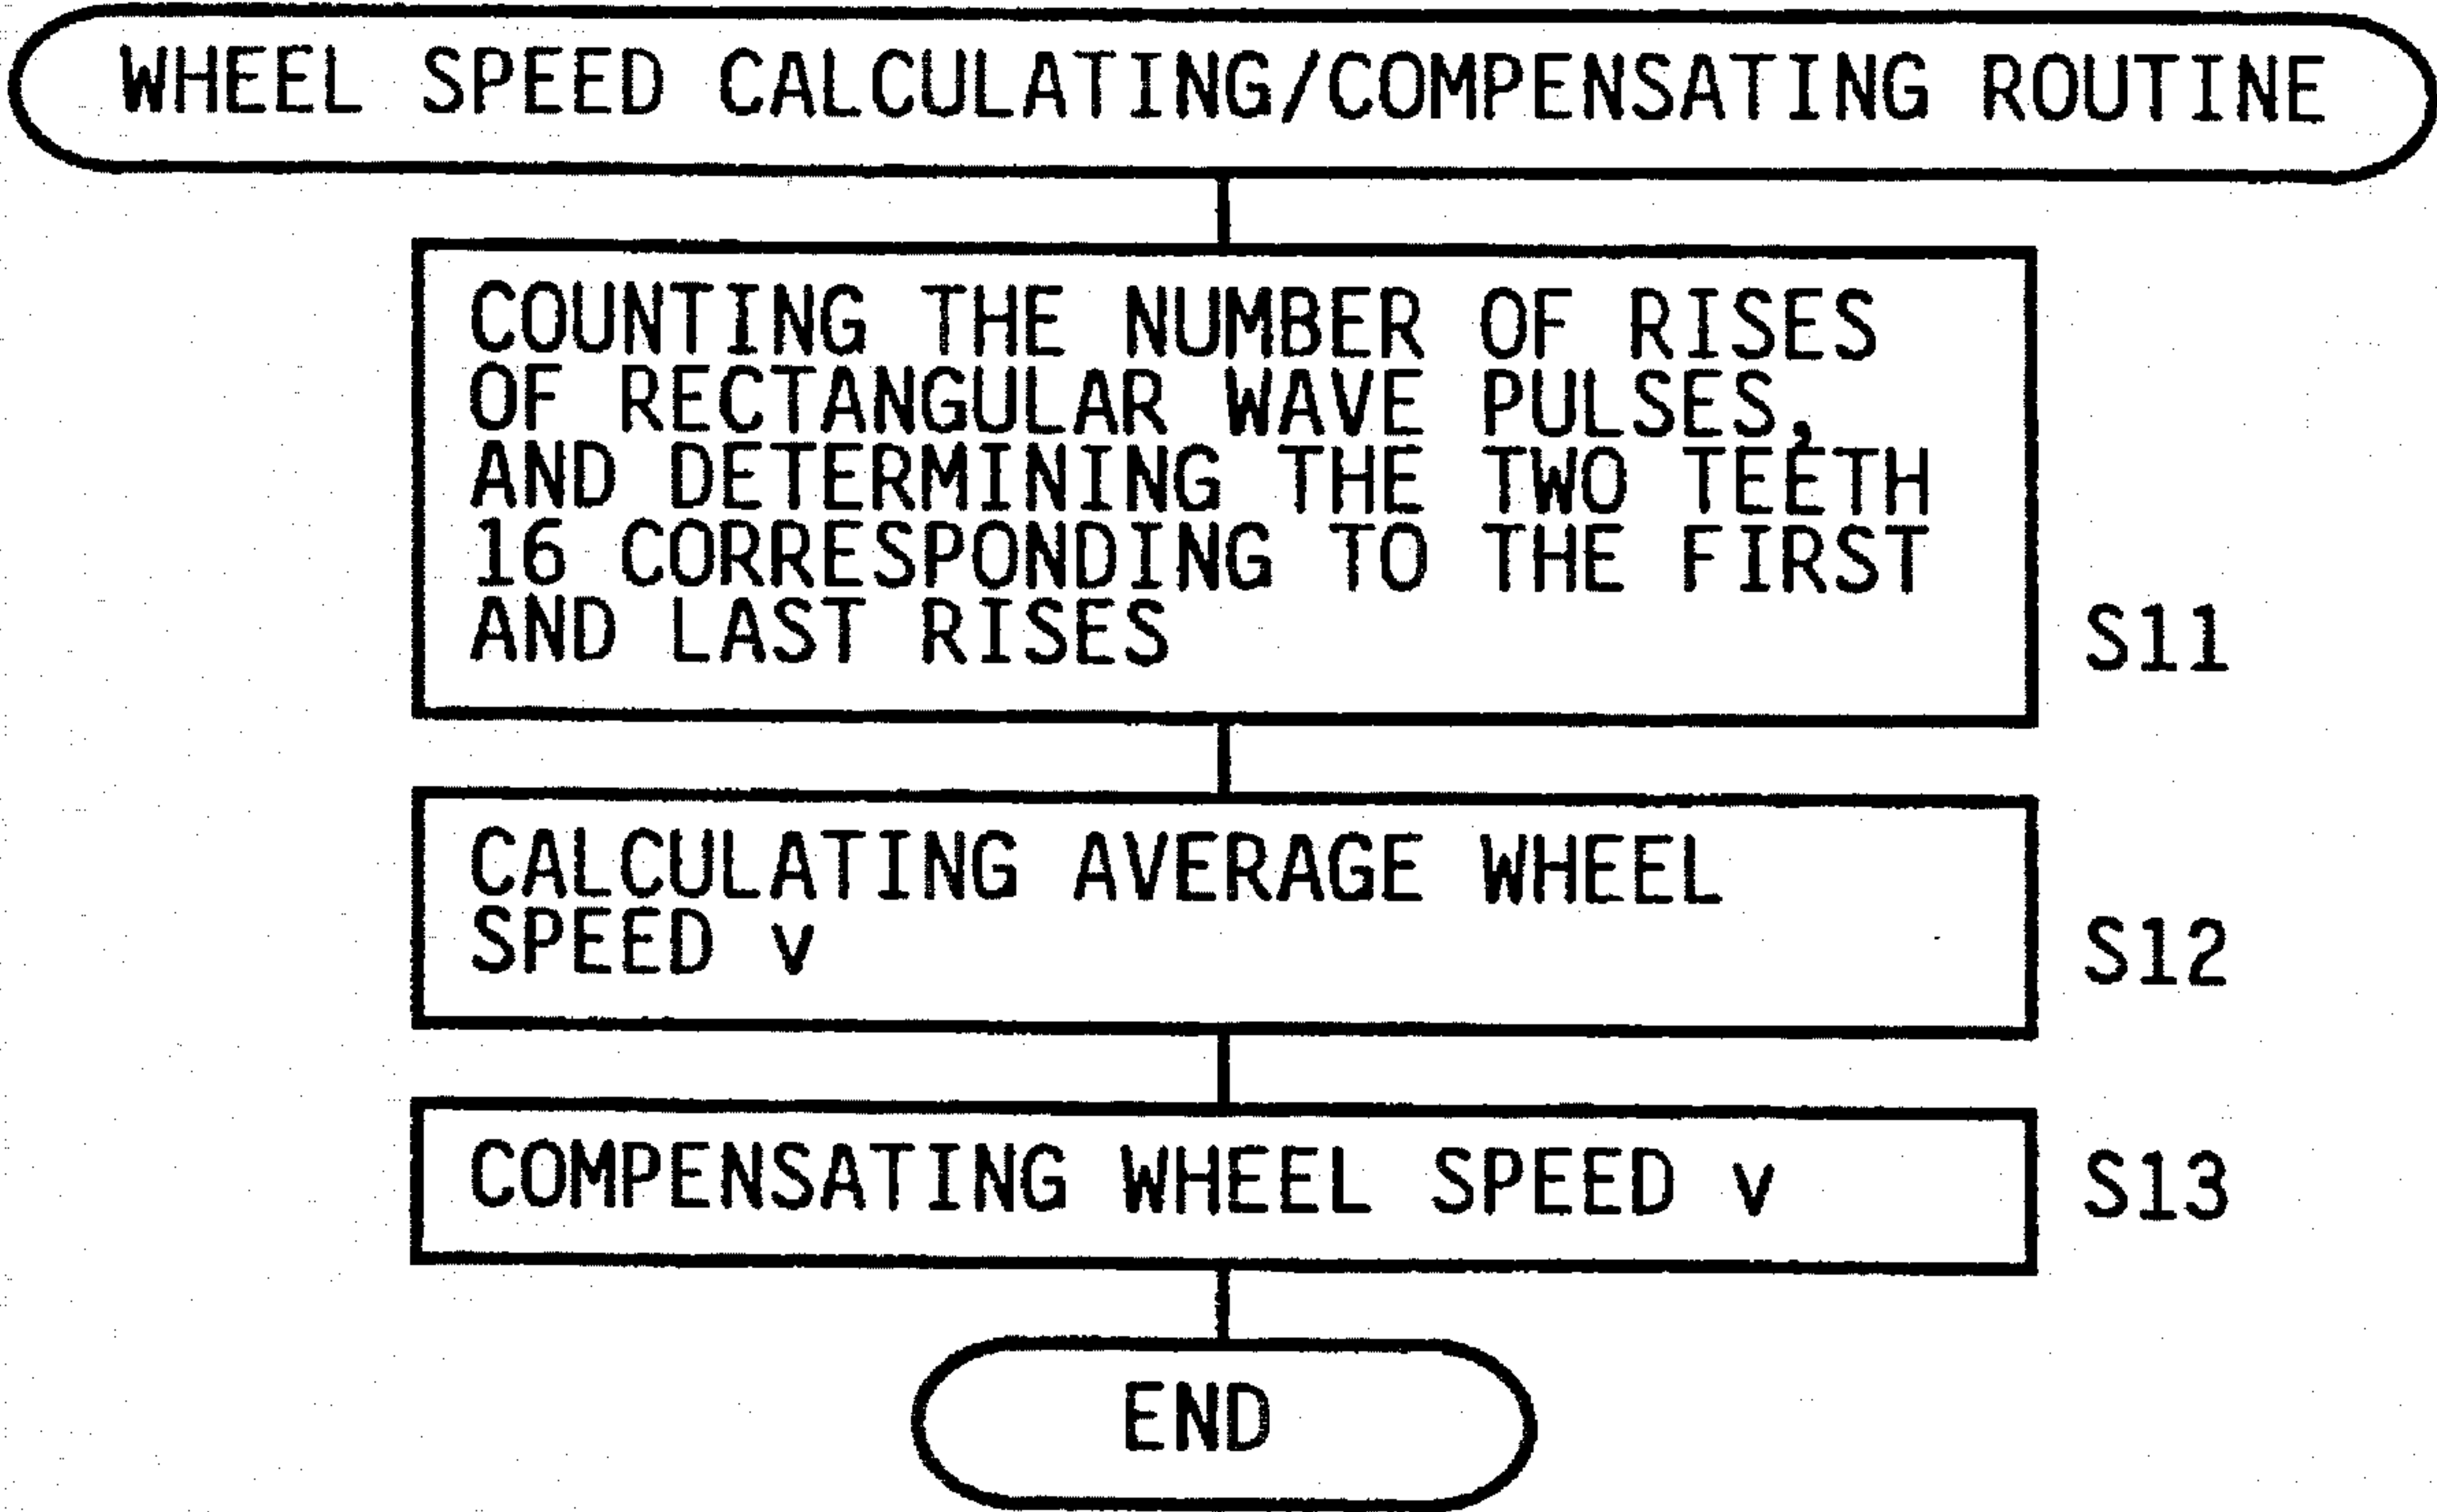 WHEEL SPEED CALCULATING/COMPENSATING ROUTINE
COUNTING THE NUMBER OF RISES
OF RECTANGULAR WAVE PULSES,
AND DETERMINING THE TWO TEETH
16 CORRESPONDING TO THE FIRST
AND LAST RISES
S11
CALCULATING AVERAGE WHEEL
SPEED v
S12
COMPENSATING WHEEL SPEED v
S13
END